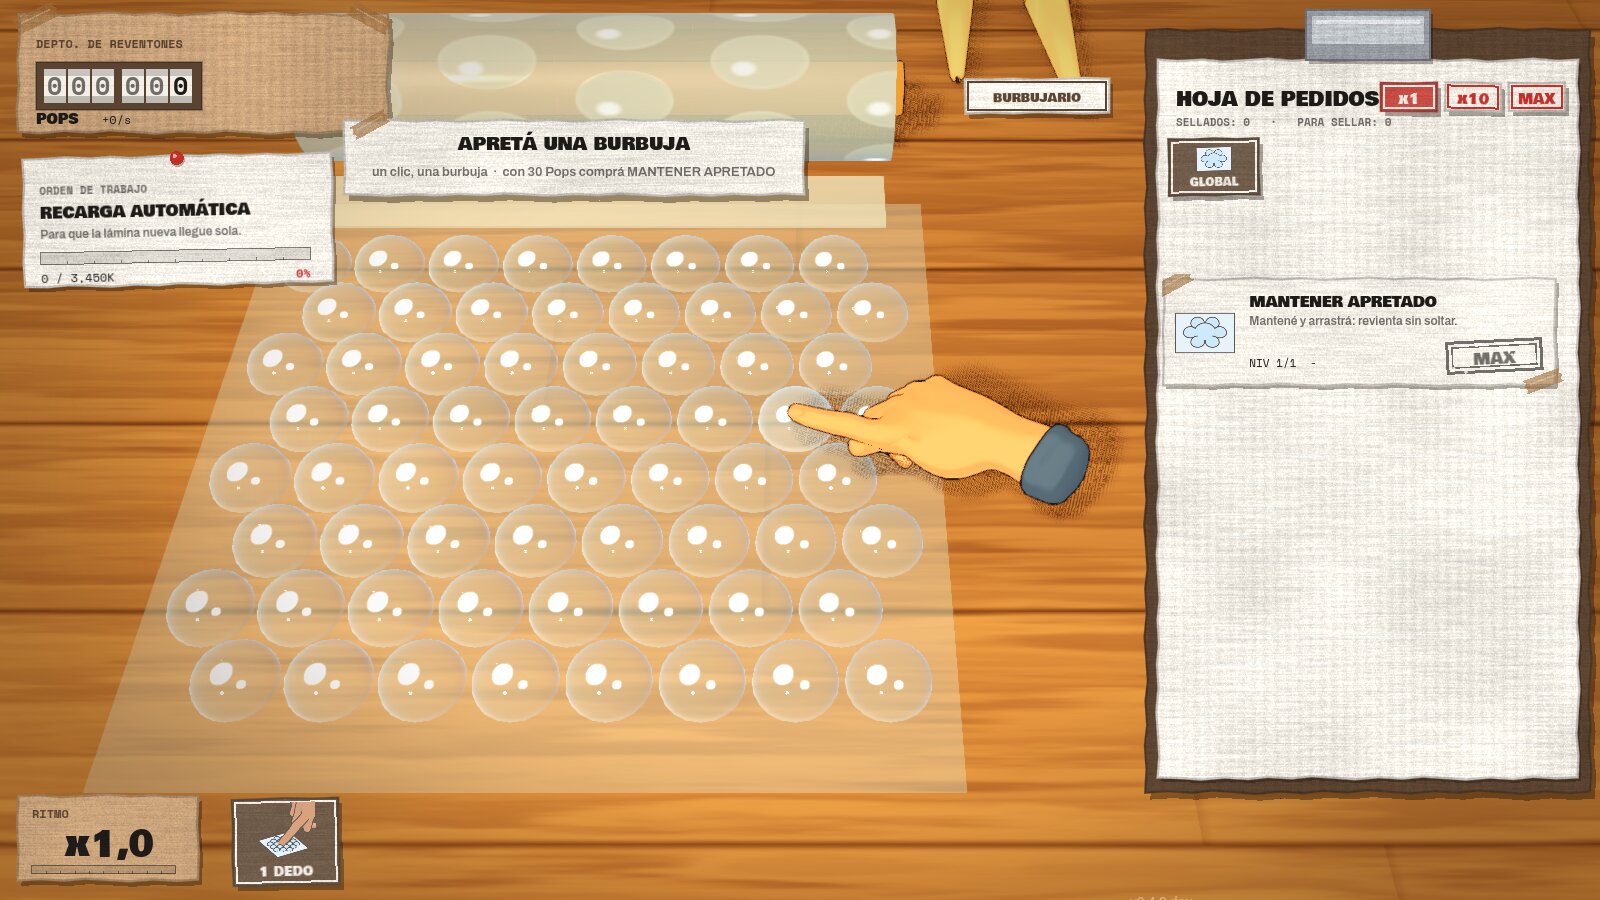 DEPTO. DE REVENTONES
000000
POPS +0/s
ORDEN DE TRABAJO
RECARGA AUTOMÁTICA
Para que la lámina nueva llegue sola.
0 / 3.450K 0%
APRETÁ UNA BURBUJA
un clic, una burbuja · con 30 Pops comprá MANTENER APRETADO
BURBUJARIO
HOJA DE PEDIDOS x1 x10 MAX
SELLADOS: 0 · PARA SELLAR: 0
GLOBAL
MANTENER APRETADO
Mantené y arrastrá: revienta sin soltar.
NIV 1/1 -
MAX
RITMO
x1,0
1 DEDO